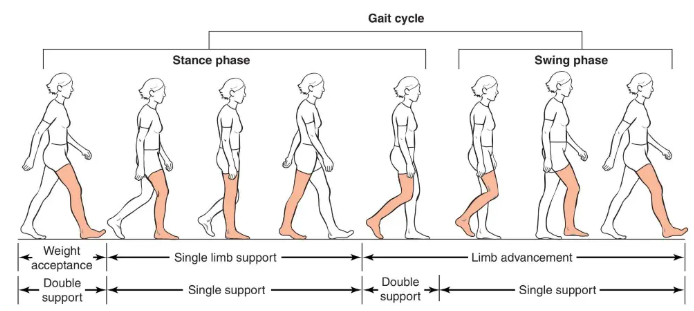 Gait cycle
Stance phase
Swing phase
Weight
acceptance
Single limb support
Limb advancement
Double
support
Single support
Double
support
Single support